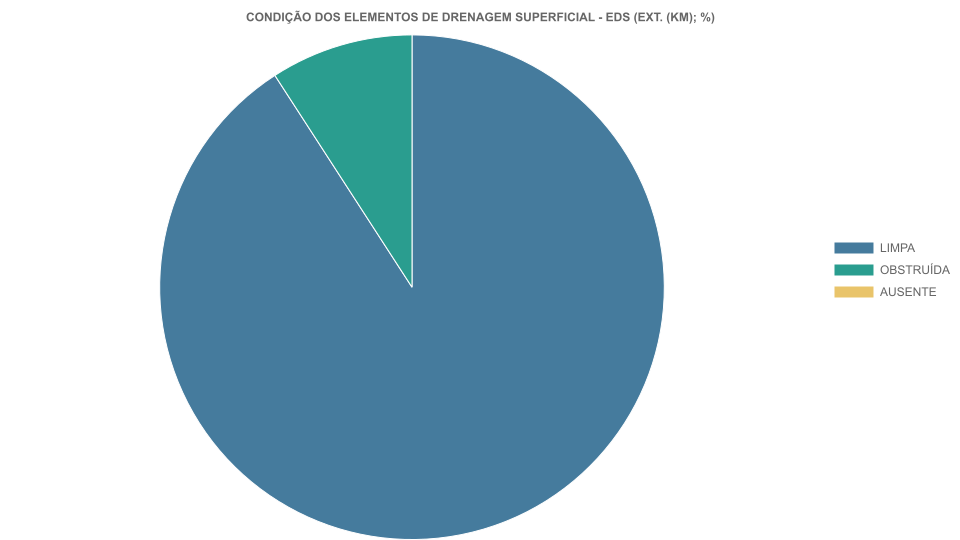 CONDIÇÃO DOS ELEMENTOS DE DRENAGEM SUPERFICIAL - EDS (EXT. (KM); %)
LIMPA
OBSTRUÍDA
AUSENTE